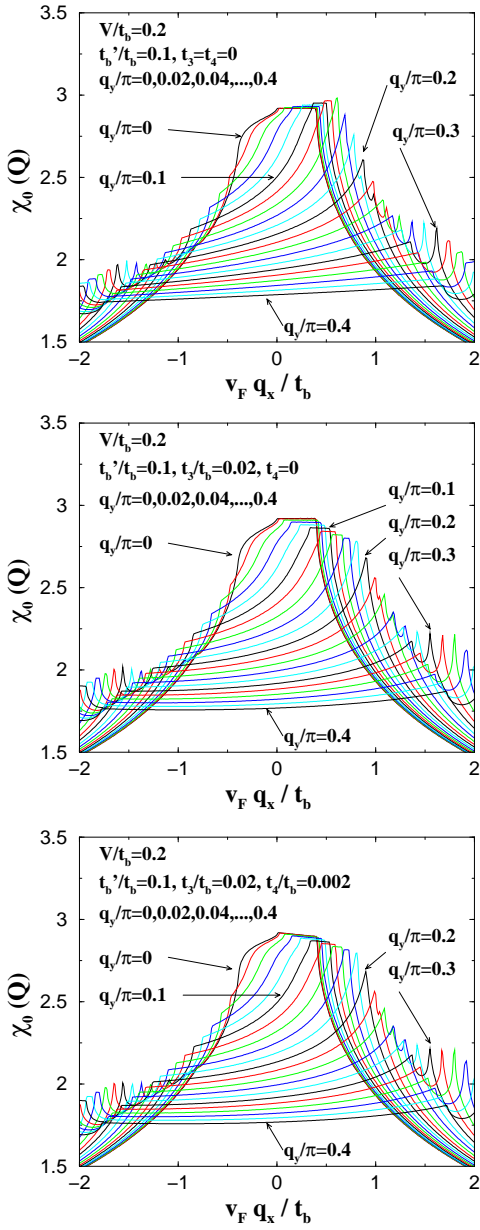 3.5
V/t_b=0.2
t_b'/t_b=0.1, t_3=t_4=0
q_y/π=0,0.02,0.04,...,0.4
q_y/π=0.2
3
q_y/π=0
q_y/π=0.3
χ_0 (Q)
2.5
q_y/π=0.1
2
q_y/π=0.4
1.5
−2 −1 0 1 2
v_F q_x / t_b
3.5
V/t_b=0.2
t_b'/t_b=0.1, t_3/t_b=0.02, t_4=0
q_y/π=0,0.02,0.04,...,0.4
q_y/π=0.1
3
q_y/π=0.2
q_y/π=0
q_y/π=0.3
χ_0 (Q)
2.5
2
q_y/π=0.4
1.5
−2 −1 0 1 2
v_F q_x / t_b
3.5
V/t_b=0.2
t_b'/t_b=0.1, t_3/t_b=0.02, t_4/t_b=0.002
q_y/π=0,0.02,0.04,...,0.4
3
q_y/π=0.2
q_y/π=0
q_y/π=0.3
χ_0 (Q)
2.5
q_y/π=0.1
2
q_y/π=0.4
1.5
−2 −1 0 1 2
v_F q_x / t_b